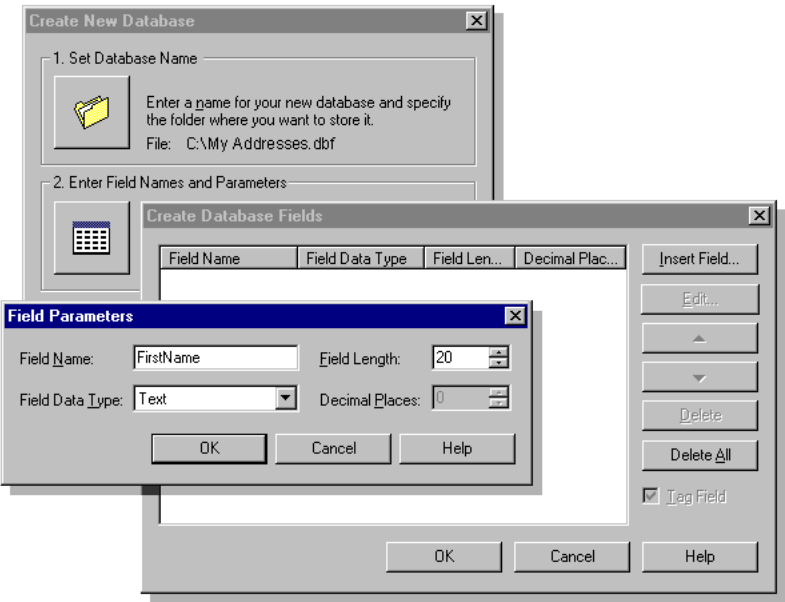 Create New Database
1. Set Database Name
Enter a name for your new database and specify
the folder where you want to store it.
File: C:\My Addresses.dbf
2. Enter Field Names and Parameters
Create Database Fields
Field Name Field Data Type Field Len... Decimal Plac...
Insert Field...
Edit...
Delete
Delete All
Tag Field
OK Cancel Help
Field Parameters
Field Name: FirstName Field Length: 20
Field Data Type: Text Decimal Places: 0
OK Cancel Help